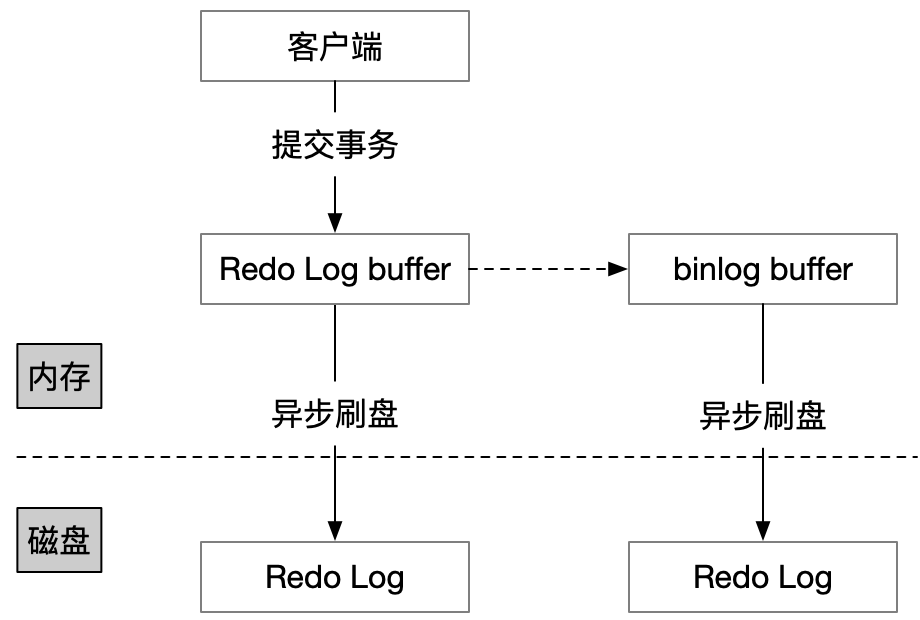 客户端
提交事务
Redo Log buffer
binlog buffer
内存
异步刷盘
异步刷盘
磁盘
Redo Log
Redo Log